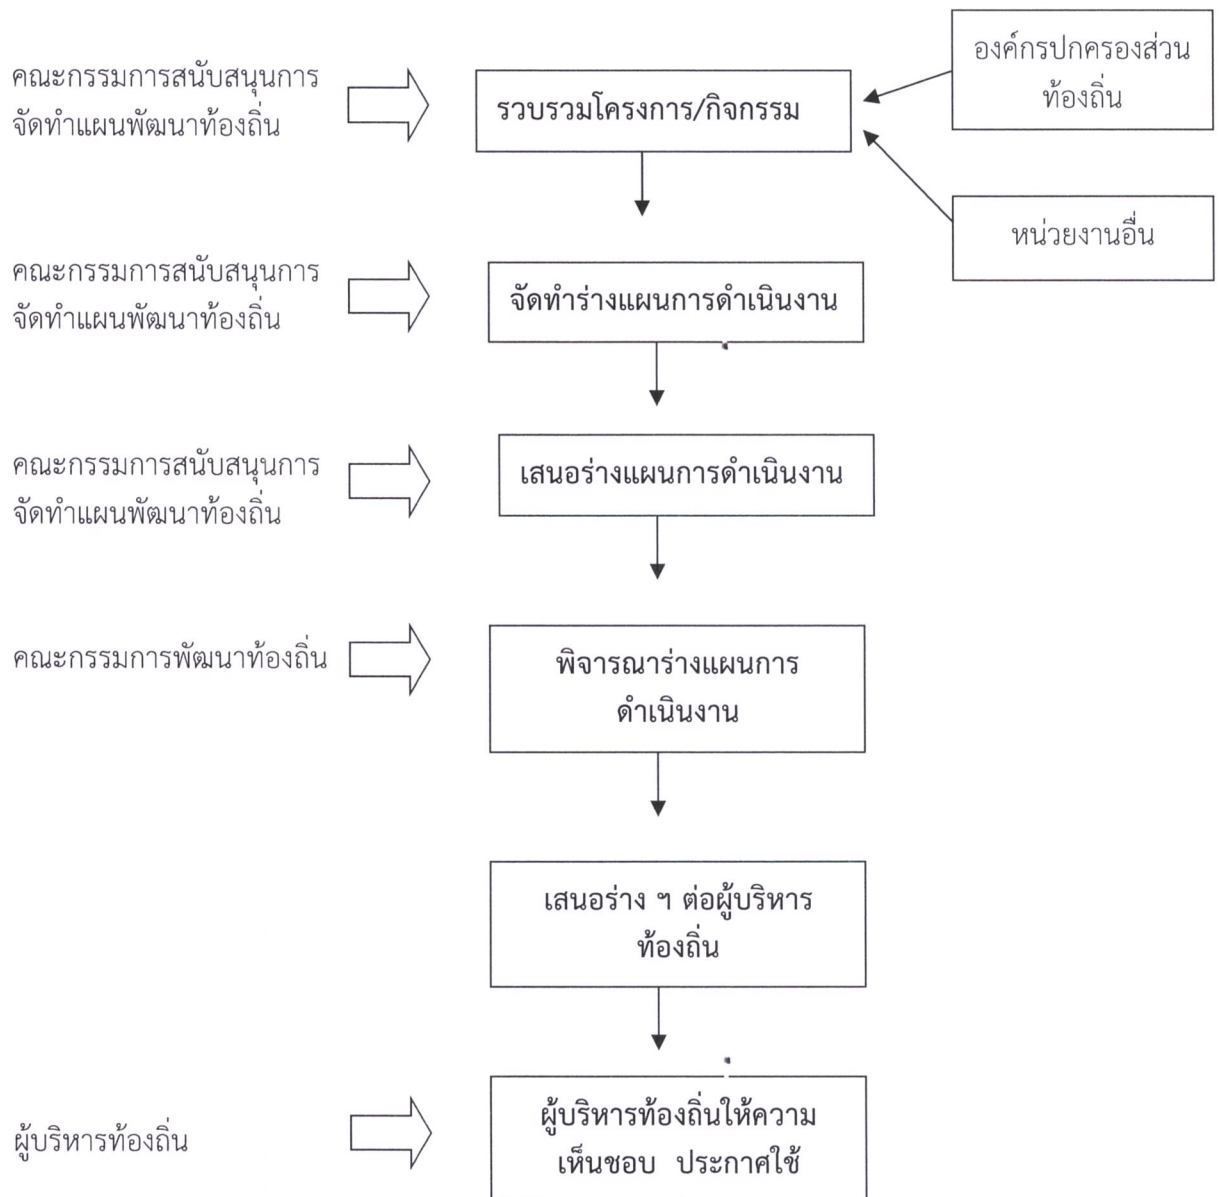 องค์กรปกครองส่วน
ท้องถิ่น
คณะกรรมการสนับสนุนการ
จัดทำแผนพัฒนาท้องถิ่น
รวบรวมโครงการ/กิจกรรม
หน่วยงานอื่น
คณะกรรมการสนับสนุนการ
จัดทำแผนพัฒนาท้องถิ่น
จัดทำร่างแผนการดำเนินงาน
คณะกรรมการสนับสนุนการ
จัดทำแผนพัฒนาท้องถิ่น
เสนอร่างแผนการดำเนินงาน
คณะกรรมการพัฒนาท้องถิ่น
พิจารณาร่างแผนการ
ดำเนินงาน
เสนอร่าง ฯ ต่อผู้บริหาร
ท้องถิ่น
ผู้บริหารท้องถิ่น
ผู้บริหารท้องถิ่นให้ความ
เห็นชอบ ประกาศใช้